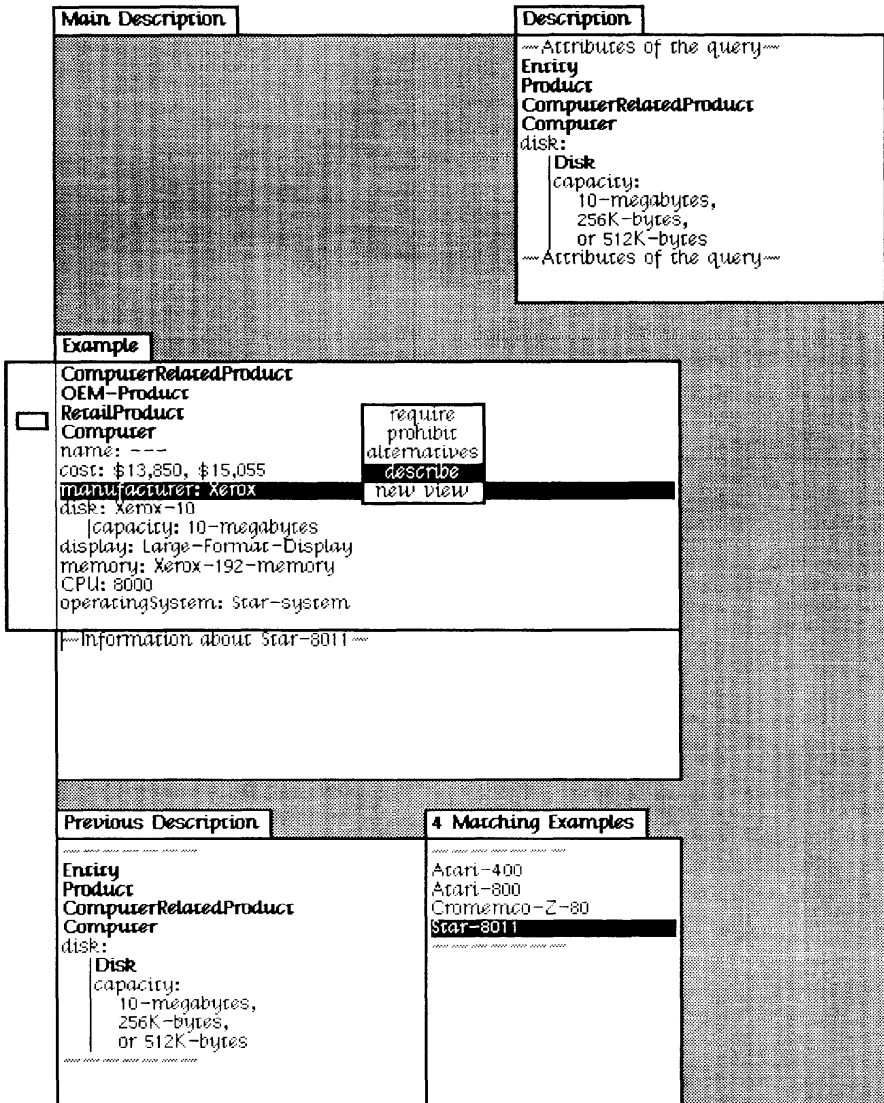 Main Description
Description
~~Attributes of the query~~
Entity
Product
ComputerRelatedProduct
Computer
disk:
Disk
capacity:
10-megabytes,
256K-bytes,
or 512K-bytes
~~Attributes of the query~~
Example
ComputerRelatedProduct
OEM-Product
RetailProduct
Computer
name: ---
cost: $13,850, $15,055
manufacturer: Xerox
disk: Xerox-10
capacity: 10-megabytes
display: Large-Format-Display
memory: Xerox-192-memory
CPU: 8000
operatingSystem: Star-system
~~Information about Star-8011~~
require
prohibit
alternatives
describe
new view
Previous Description
Entity
Product
ComputerRelatedProduct
Computer
disk:
Disk
capacity:
10-megabytes,
256K-bytes,
or 512K-bytes
4 Matching Examples
Atari-400
Atari-800
Cromemco-Z-80
Star-8011